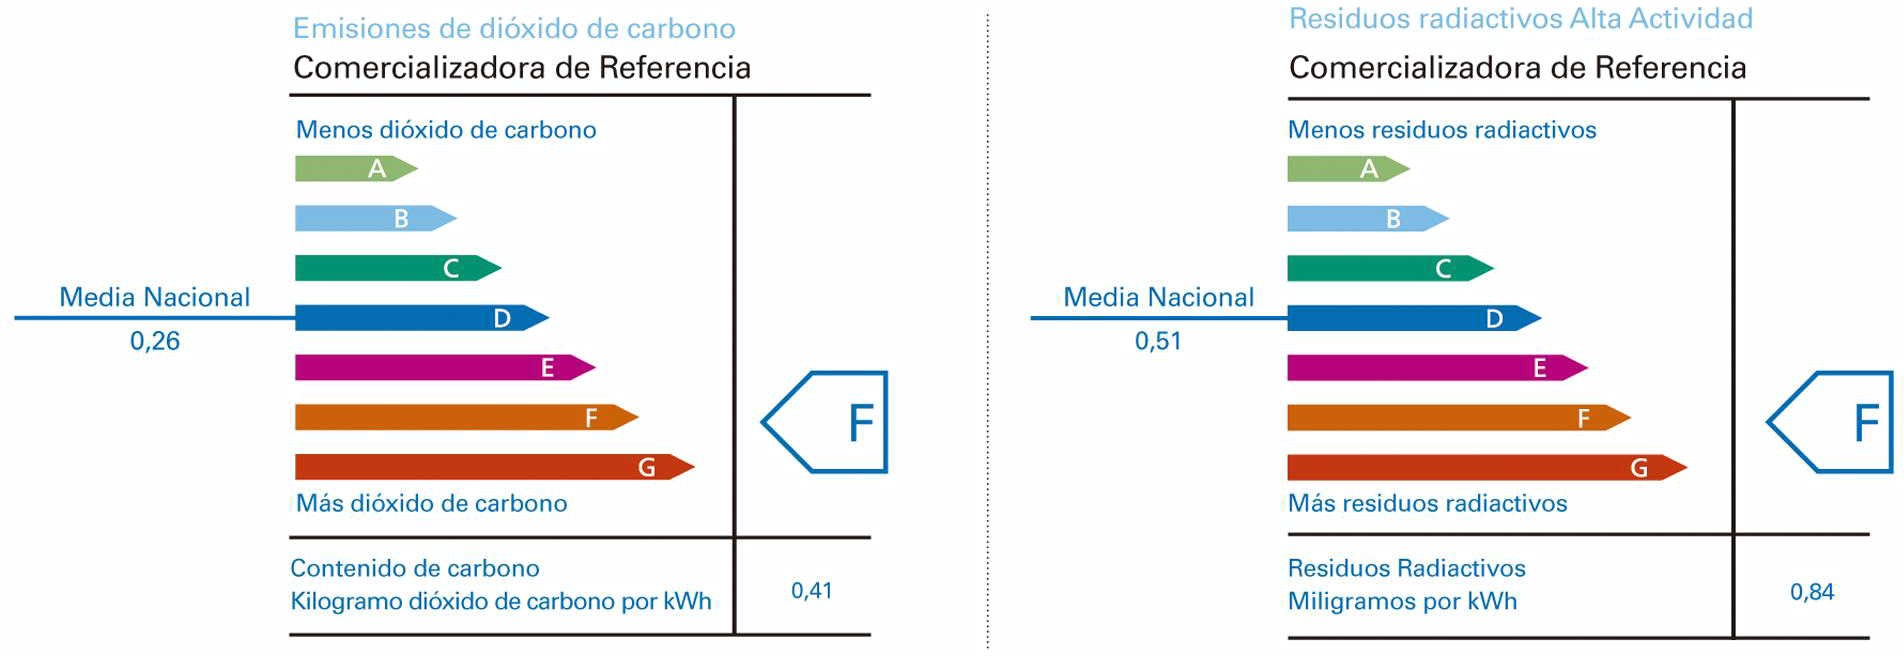 Emisiones de dióxido de carbono
Comercializadora de Referencia
Menos dióxido de carbono
A
B
C
Media Nacional
D
0,26
E
F
F
G
Más dióxido de carbono
Contenido de carbono
Kilogramo dióxido de carbono por kWh
0,41
Residuos radiactivos Alta Actividad
Comercializadora de Referencia
Menos residuos radiactivos
A
B
C
Media Nacional
D
0,51
E
F
F
G
Más residuos radiactivos
Residuos Radiactivos
Miligramos por kWh
0,84